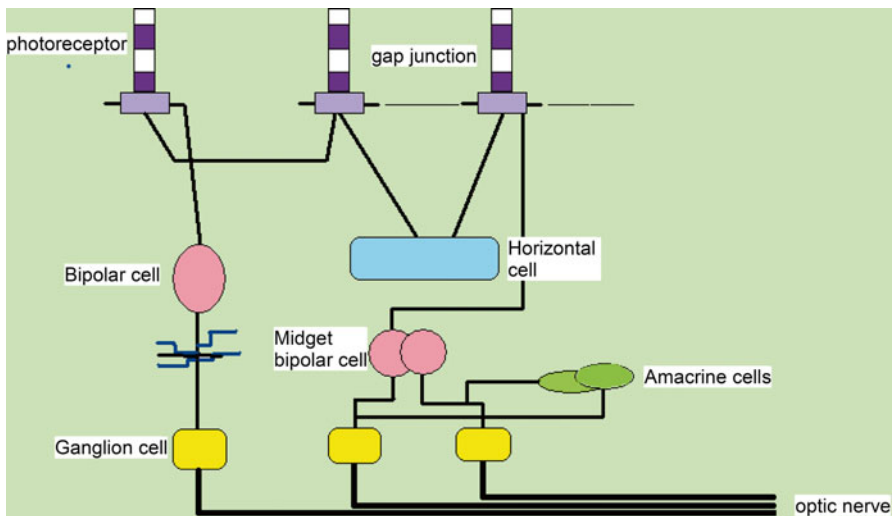 photoreceptor
gap junction
Horizontal
cell
Bipolar cell
Midget
bipolar cell
Amacrine cells
Ganglion cell
optic nerve